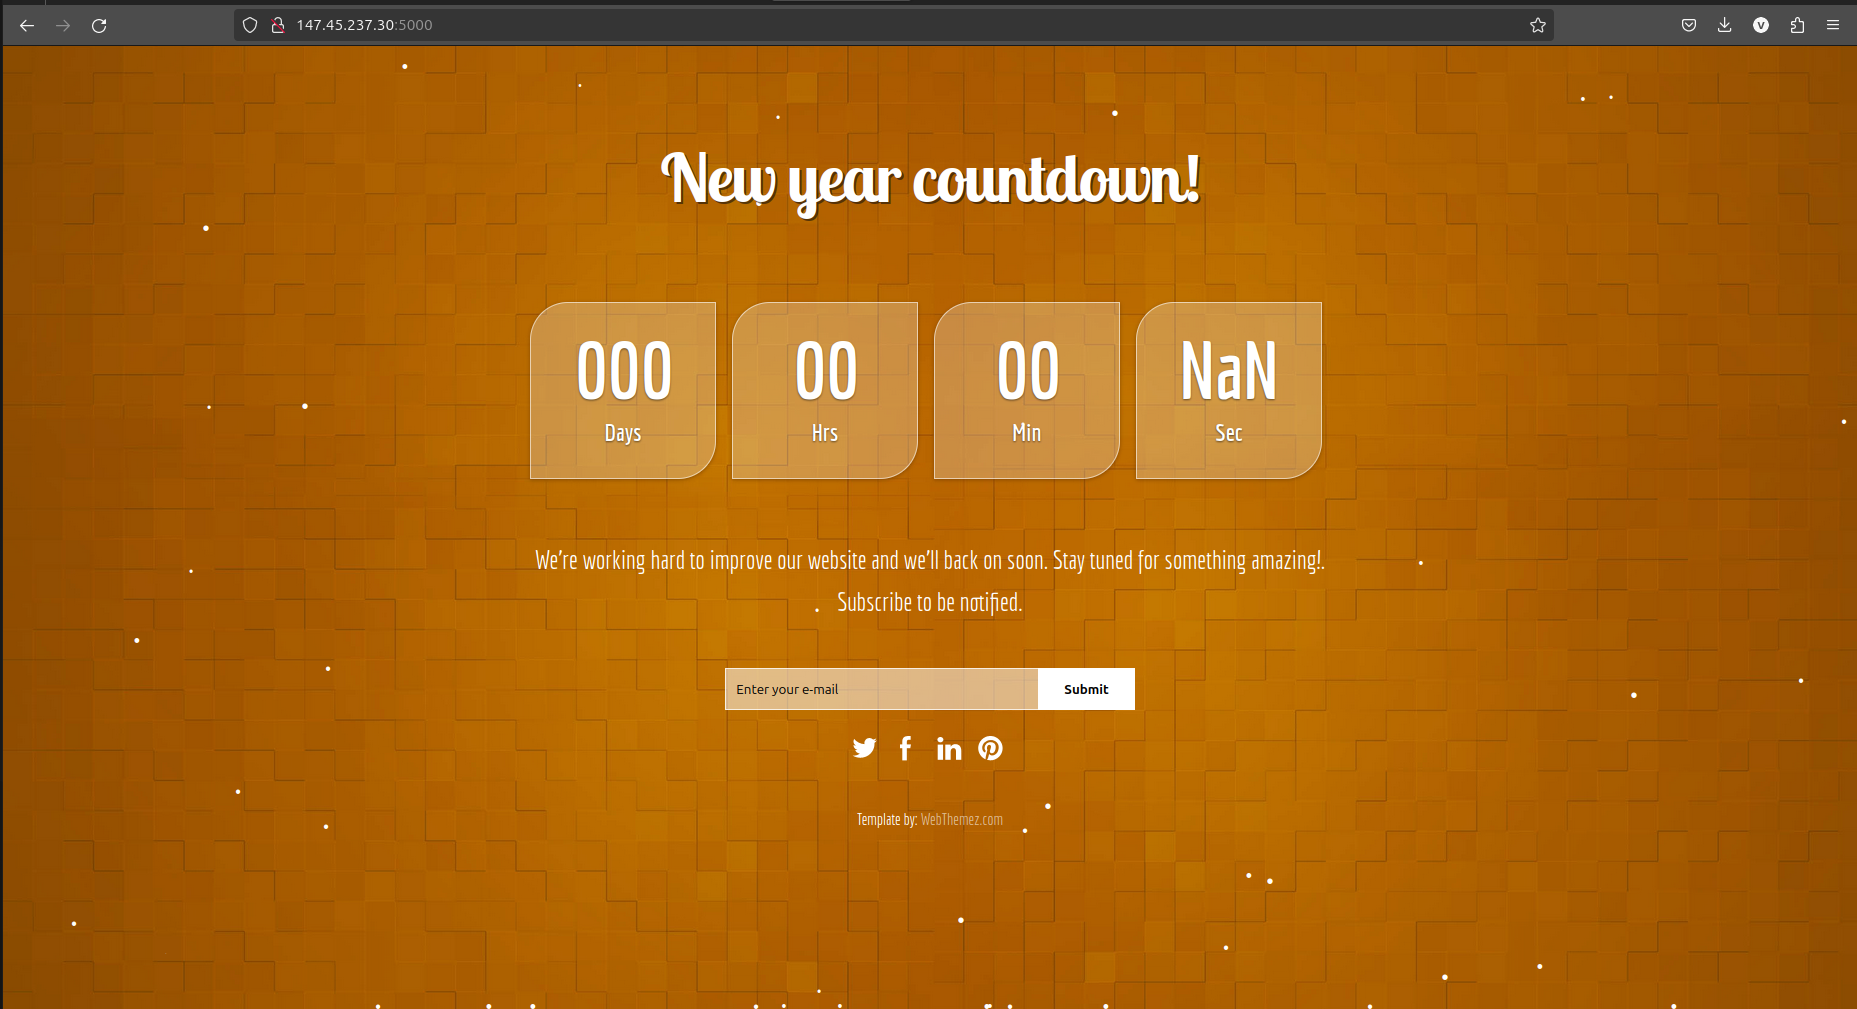 147.45.237.30:5000
V
New year countdown!
000 00 00 NaN
Days Hrs Min Sec
We're working hard to improve our website and we'll back on soon. Stay tuned for something amazing!.
Subscribe to be notified.
Enter your e-mail Submit
Template by: WebThemez.com